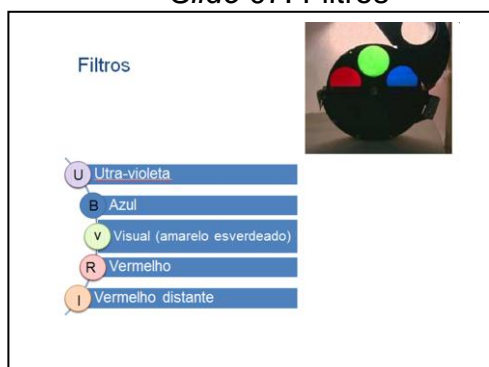 Filtros
U Utra-violeta
B Azul
V Visual (amarelo esverdeado)
R Vermelho
I Vermelho distante